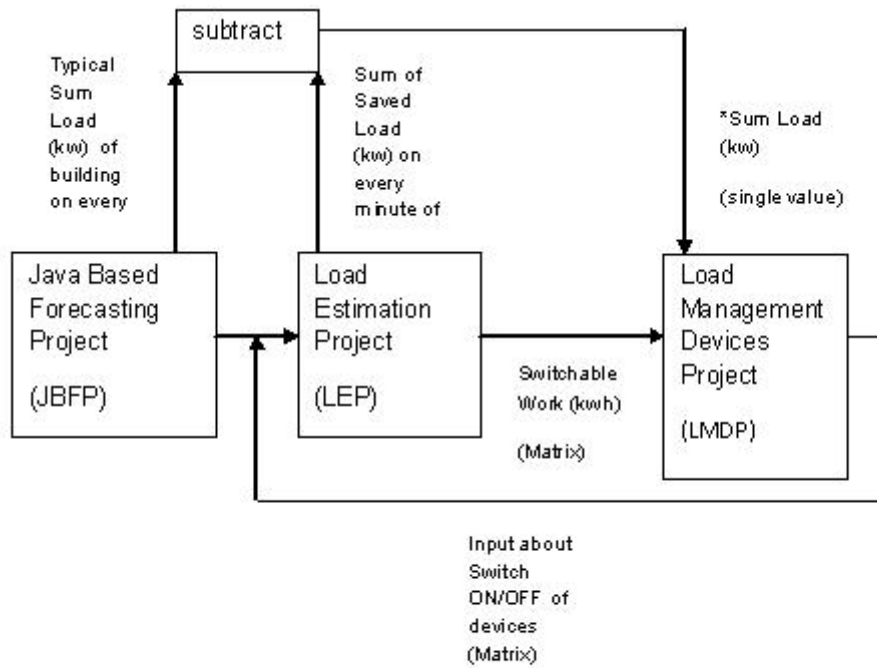 subtract
Typical
Sum
Load
(kw) of
building
on every
Sum of
Saved
Load
(kw) on
every
minute of
*Sum Load
(kw)
(single value)
Java Based
Forecasting
Project
(JBFP)
Load
Estimation
Project
(LEP)
Switchable
Work (kwh)
(Matrix)
Load
Management
Devices
Project
(LMDP)
Input about
Switch
ON/OFF of
devices
(Matrix)